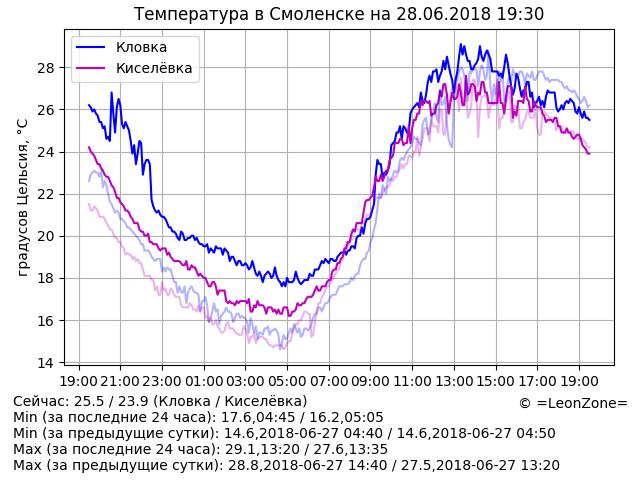 Температура в Смоленске на 28.06.2018 19:30
Кловка
Киселёвка
градусов Цельсия, °C
28
26
24
22
20
18
16
14
19:00 21:00 23:00 01:00 03:00 05:00 07:00 09:00 11:00 13:00 15:00 17:00 19:00
Сейчас: 25.5 / 23.9 (Кловка / Киселёвка)
© =LeonZone=
Min (за последние 24 часа): 17.6,04:45 / 16.2,05:05
Min (за предыдущие сутки): 14.6,2018-06-27 04:40 / 14.6,2018-06-27 04:50
Max (за последние 24 часа): 29.1,13:20 / 27.6,13:35
Max (за предыдущие сутки): 28.8,2018-06-27 14:40 / 27.5,2018-06-27 13:20